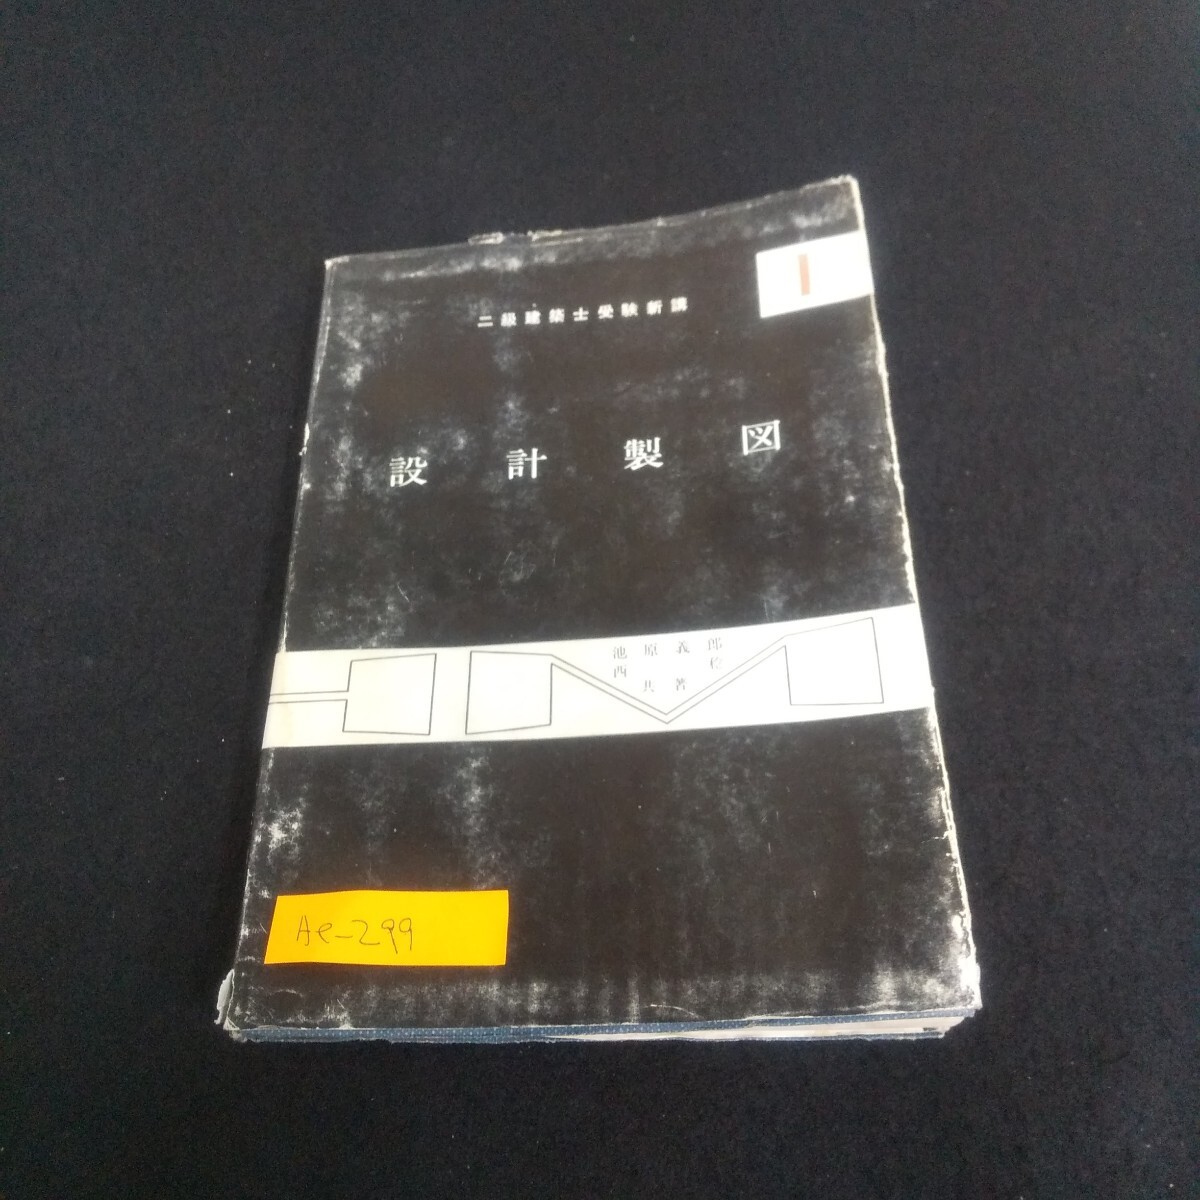 I
二級建築士受験新講
設計製図
池原義郎
西
共著
Ae-299